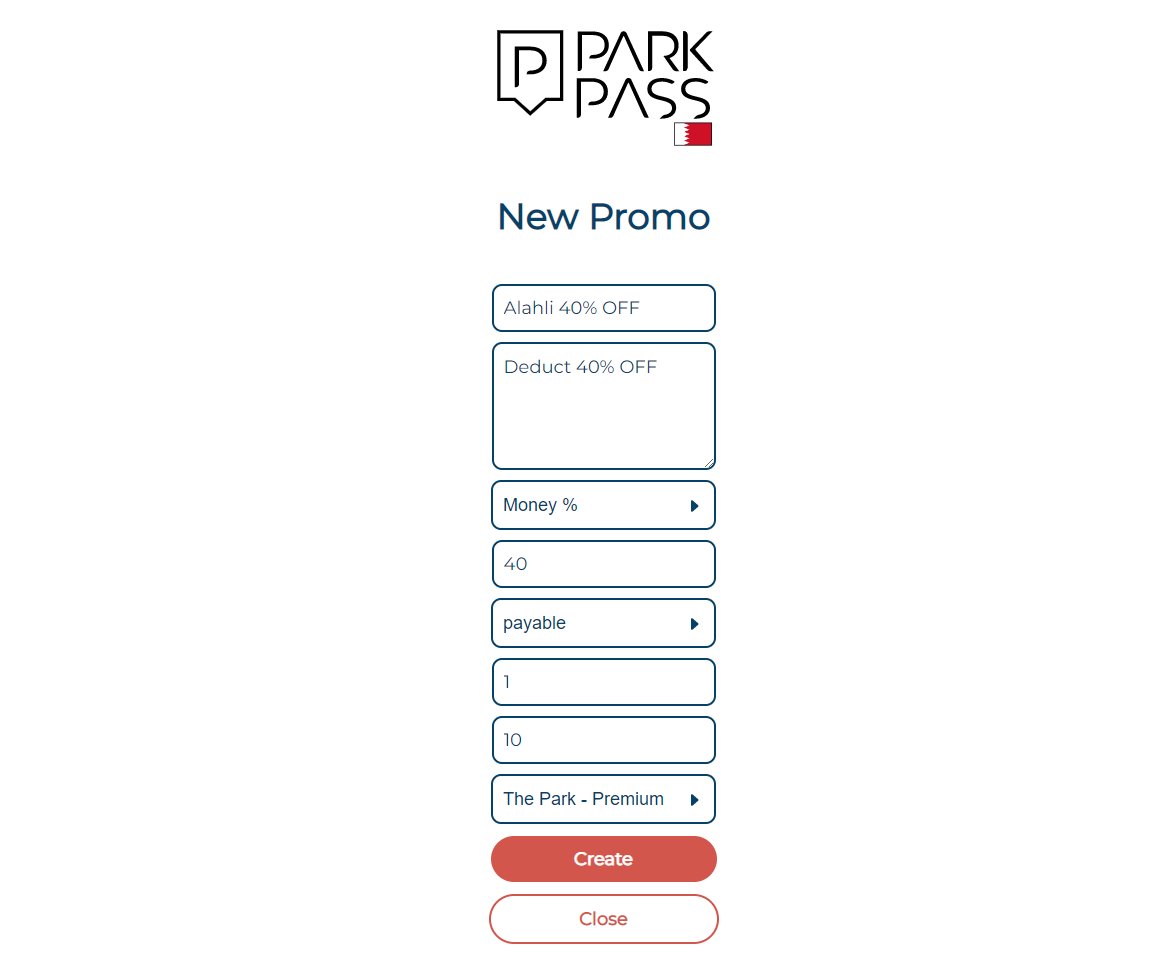 P
PARK
PASS
New Promo
Alahli 40% OFF
Deduct 40% OFF
Money %
40
payable
1
10
The Park - Premium
Create
Close